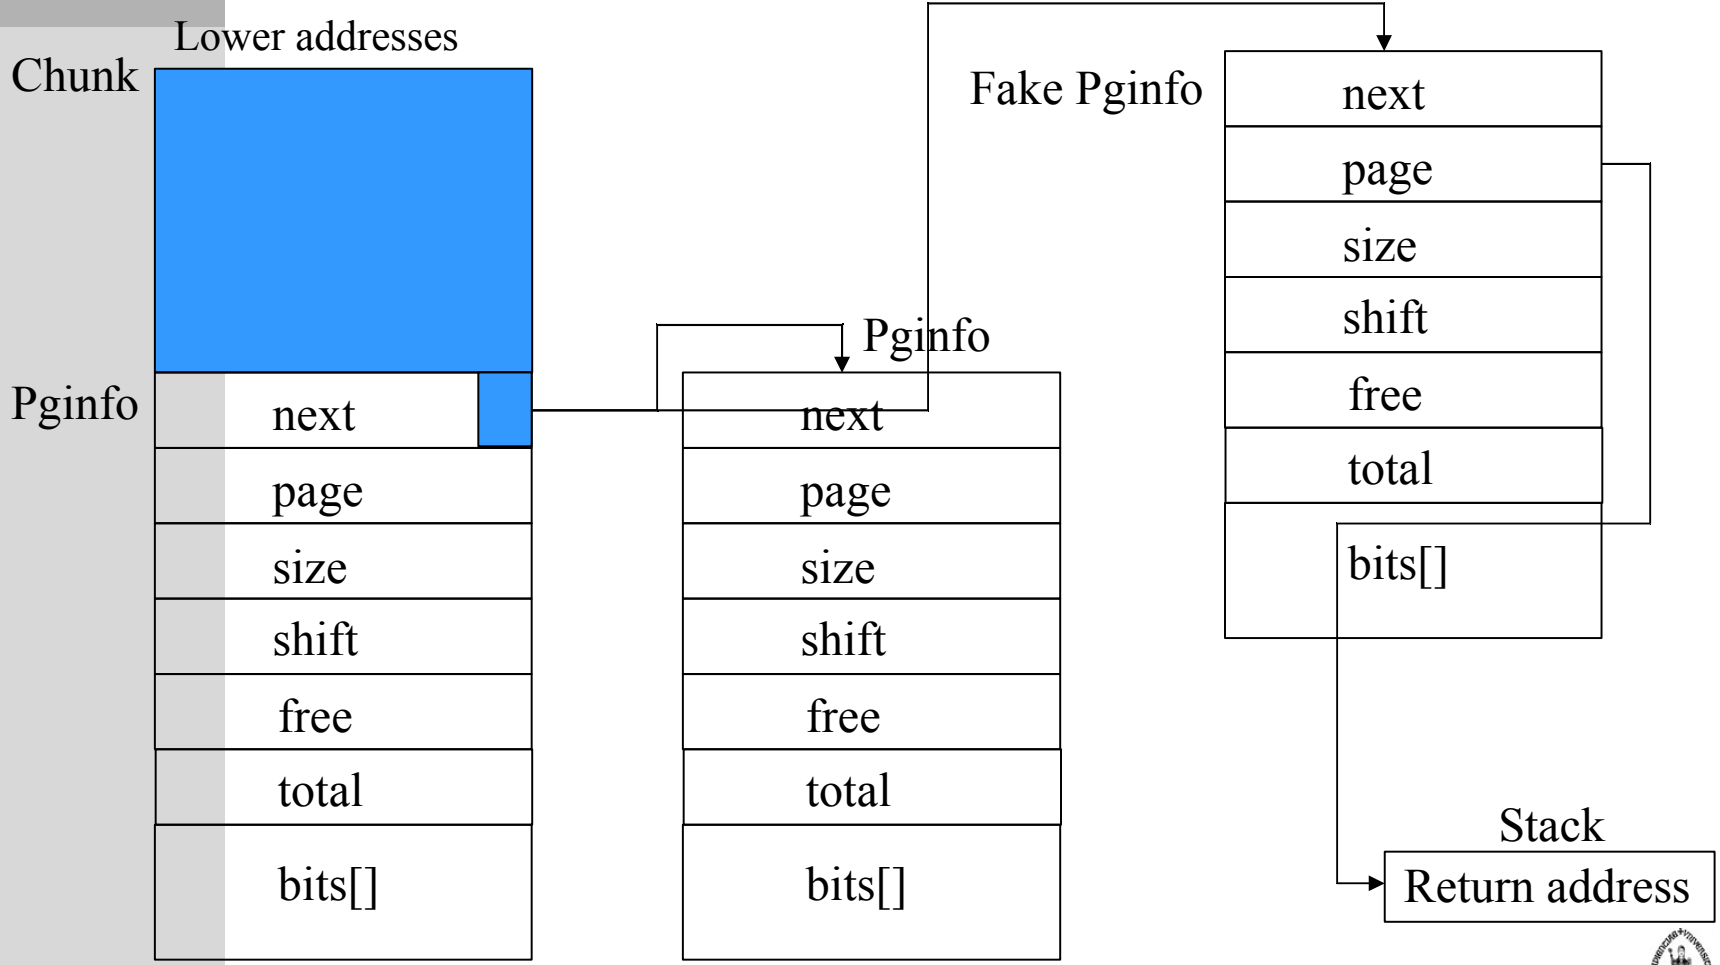 Lower addresses
Chunk
Pginfo
next
page
size
shift
free
total
bits[]
Pginfo
next
page
size
shift
free
total
bits[]
Fake Pginfo
next
page
size
shift
free
total
bits[]
Stack
Return address